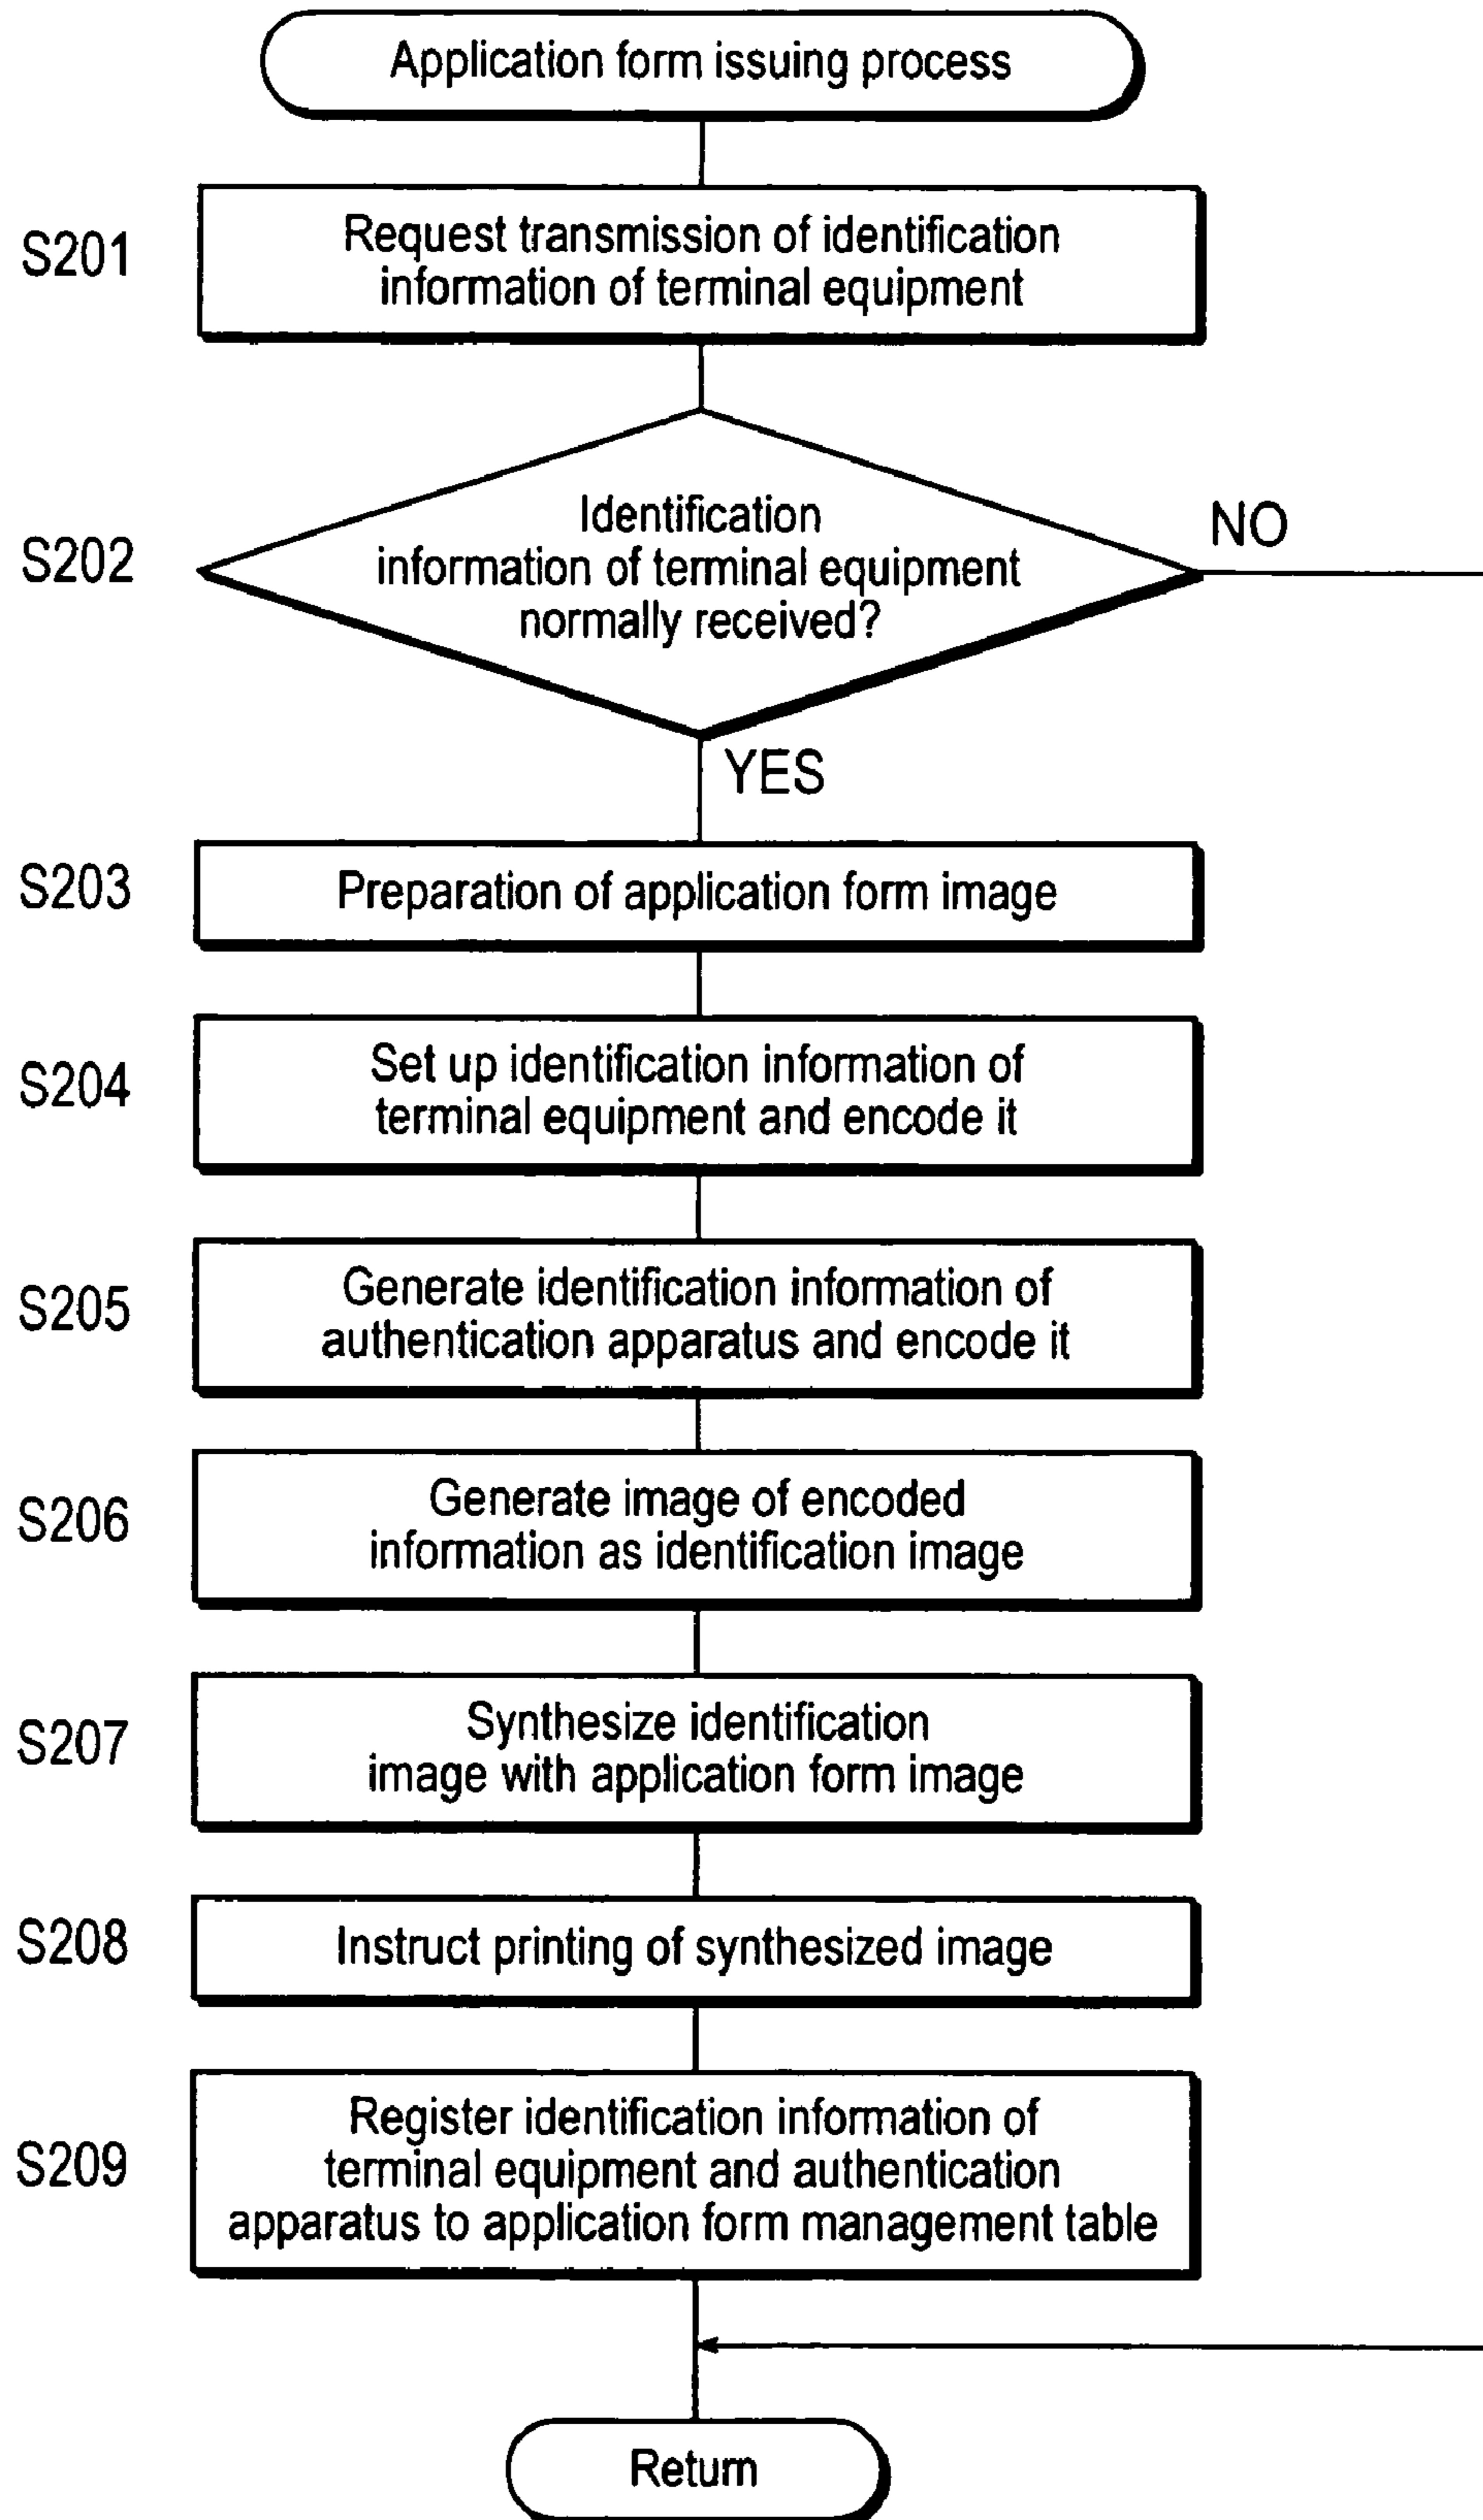 Application form issuing process
S201
Request transmission of identification
information of terminal equipment
S202
Identification
information of terminal equipment
normally received?
NO
YES
S203
Preparation of application form image
S204
Set up identification information of
terminal equipment and encode it
S205
Generate identification information of
authentication apparatus and encode it
S206
Generate image of encoded
information as identification image
S207
Synthesize identification
image with application form image
S208
Instruct printing of synthesized image
S209
Register identification information of
terminal equipment and authentication
apparatus to application form management table
Return